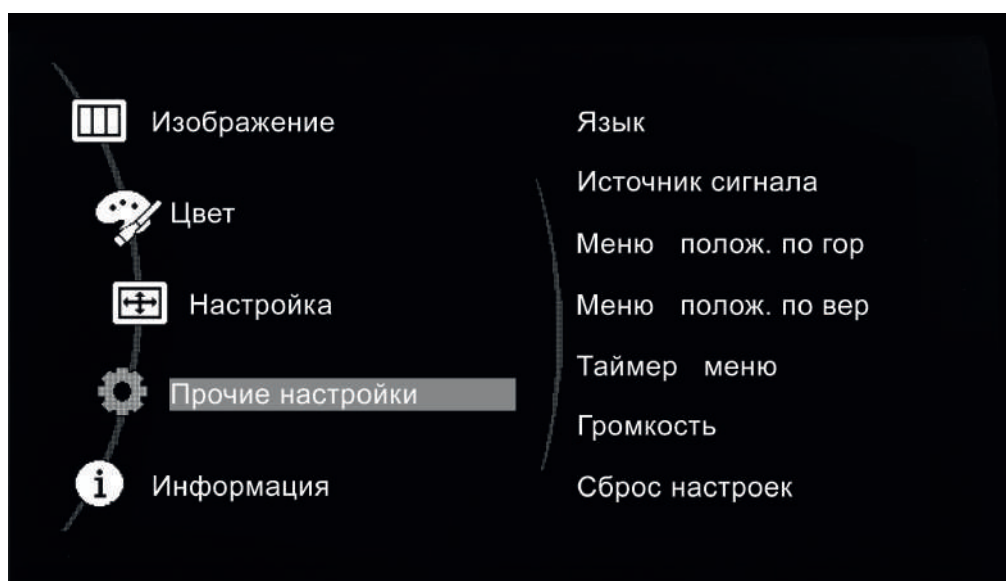 Изображение
Цвет
Настройка
Прочие настройки
Информация
Язык
Источник сигнала
Меню полож. по гор
Меню полож. по вер
Таймер меню
Громкость
Сброс настроек